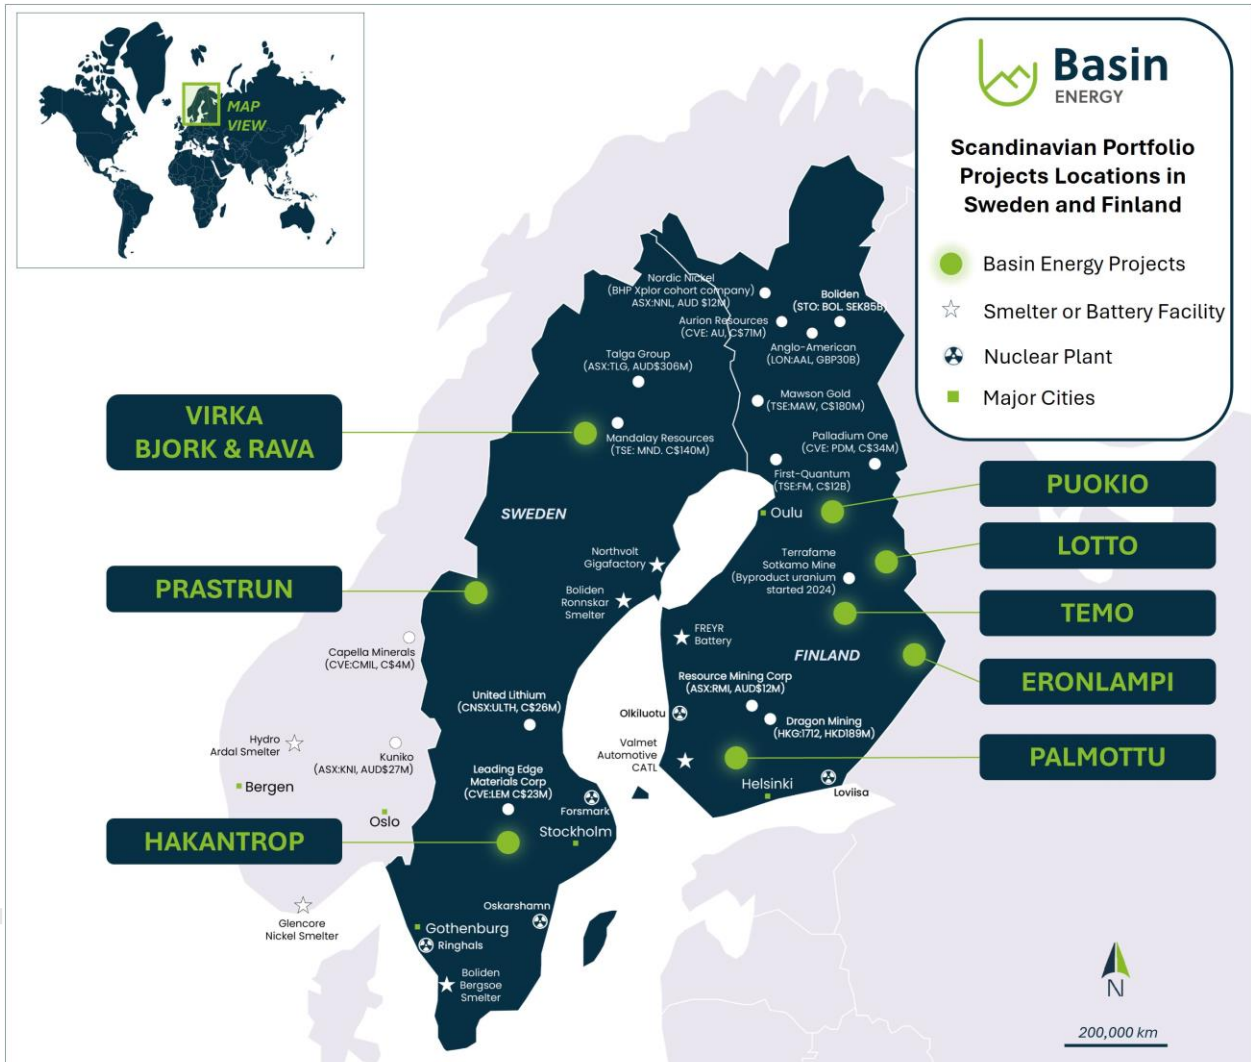 MAP
VIEW
Basin
ENERGY
Scandinavian Portfolio
Projects Locations in
Sweden and Finland
Basin Energy Projects
Smelter or Battery Facility
Nuclear Plant
Major Cities
Nordic Nickel
(BHP Xplor cohort company)
ASX:NNL, AUD $12M)
Boliden
(STO: BOL. SEK85B)
Aurion Resources
(CVE: AU, C$71M)
Anglo-American
(LON:AAL, GBP30B)
Talga Group
(ASX:TLG, AUD$306M)
Mawson Gold
(TSE:MAW, C$180M)
VIRKA
BJORK & RAVA
Mandalay Resources
(TSE: MND. C$140M)
Palladium One
(CVE: PDM, C$34M)
First-Quantum
(TSE:FM, C$12B)
PUOKIO
SWEDEN
Oulu
LOTTO
Northvolt
Gigafactory
Terrafame
Sotkamo Mine
(Byproduct uranium
started 2024)
PRASTRUN
Boliden
Ronnskar
Smelter
TEMO
FREYR
Battery
FINLAND
Capella Minerals
(CVE:CMIL, C$4M)
Resource Mining Corp
(ASX:RMI, AUD$12M)
ERONLAMPI
United Lithium
(CNSX:ULTH, C$26M)
Olkiluotu
Dragon Mining
(HKG:1712, HKD189M)
Hydro
Ardal Smelter
Kuniko
(ASX:KNI, AUD$27M)
Valmet
Automotive
CATL
PALMOTTU
Leading Edge
Materials Corp
(CVE:LEM C$23M)
Bergen
Helsinki
Loviisa
Forsmark
Oslo
HAKANTROP
Stockholm
Oskarshamn
Glencore
Nickel Smelter
Gothenburg
Ringhals
Boliden
Bergsoe
Smelter
N
200,000 km